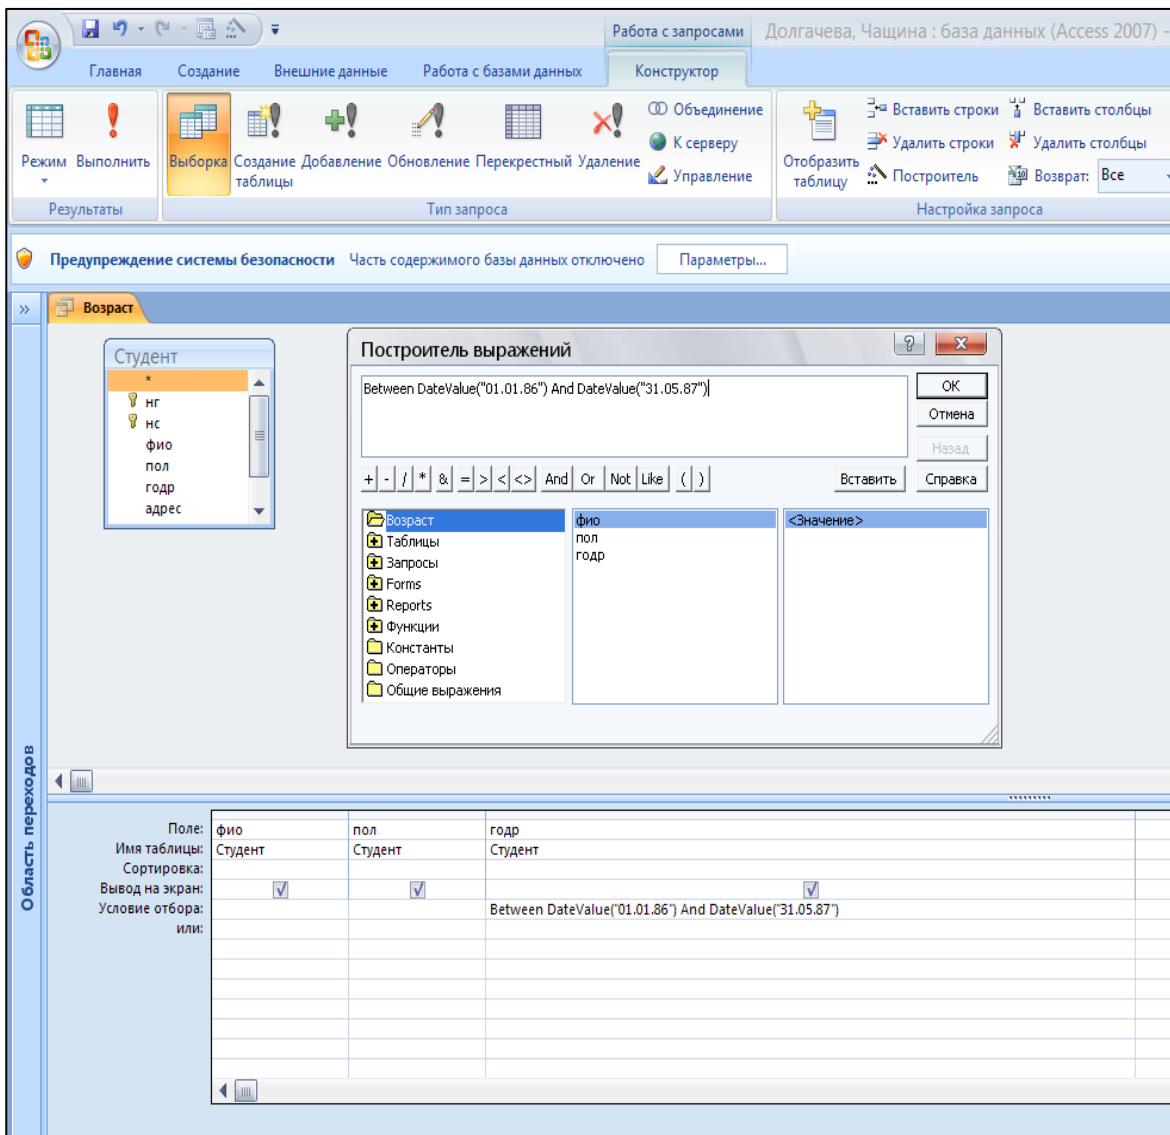 Работа с запросами
Долгачева, Чащина : база данных (Access 2007) -
Главная Создание Внешние данные Работа с базами данных Конструктор
Режим
Выполнить
Результаты
Выборка
Создание таблицы
Добавление
Обновление
Перекрестный
Удаление
Объединение
К серверу
Управление
Тип запроса
Отобразить таблицу
Вставить строки
Удалить строки
Построитель
Вставить столбцы
Удалить столбцы
Возврат: Все
Настройка запроса
Предупреждение системы безопасности Часть содержимого базы данных отключено Параметры...
»
Возраст
Область переходов
Студент
*
нг
нс
фио
пол
годр
адрес
Построитель выражений
? x
Between DateValue("01.01.86") And DateValue("31.05.87")
ОК
Отмена
Назад
+ - / * & = > < <> And Or Not Like ( )
Вставить
Справка
Возраст
Таблицы
Запросы
Forms
Reports
Функции
Константы
Операторы
Общие выражения
фио
пол
годр
<Значение>
Поле: фио пол годр
Имя таблицы: Студент Студент Студент
Сортировка:
Вывод на экран:
Условие отбора: Between DateValue("01.01.86") And DateValue("31.05.87")
или: